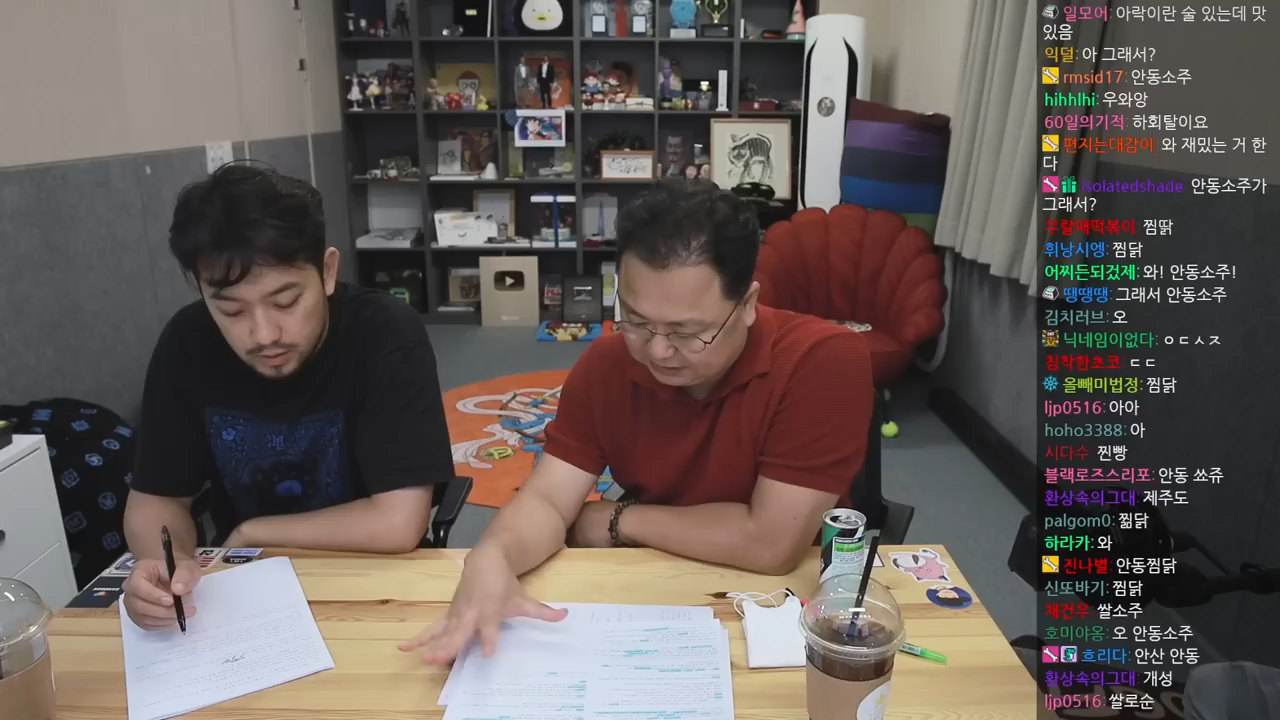 일모어: 아락이란 술 있는데 맛
있음
익덜: 아 그래서?
rmsid17: 안동소주
hihhlhi: 우와앙
60일의기적: 하회탈이요
편지는대감이 와 재밌는 거 한
다
isolatedshade 안동소주가
그래서?
우랄매떡볶이: 찜닭
휘낭시엥: 찜닭
어찌든되겄제: 와! 안동소주!
땡땡땡: 그래서 안동소주
김치러브: 오
닉네임이없다: ㅇㄷㅅㅈ
침착한초코: ㄷㄷ
올빼미법정: 찜닭
ljp0516: 아아
hoho3388: 아
시다수 찐빵
블랙로즈스리포: 안동 쏘쥬
환상속의그대: 제주도
palgom0: 찗닭
하라카: 와
진나별: 안동찜닭
신또바기: 찜닭
채건우 쌀소주
호미야옹: 오 안동소주
흐리다: 안산 안동
환상속의그대: 개성
ljp0516: 쌀로순